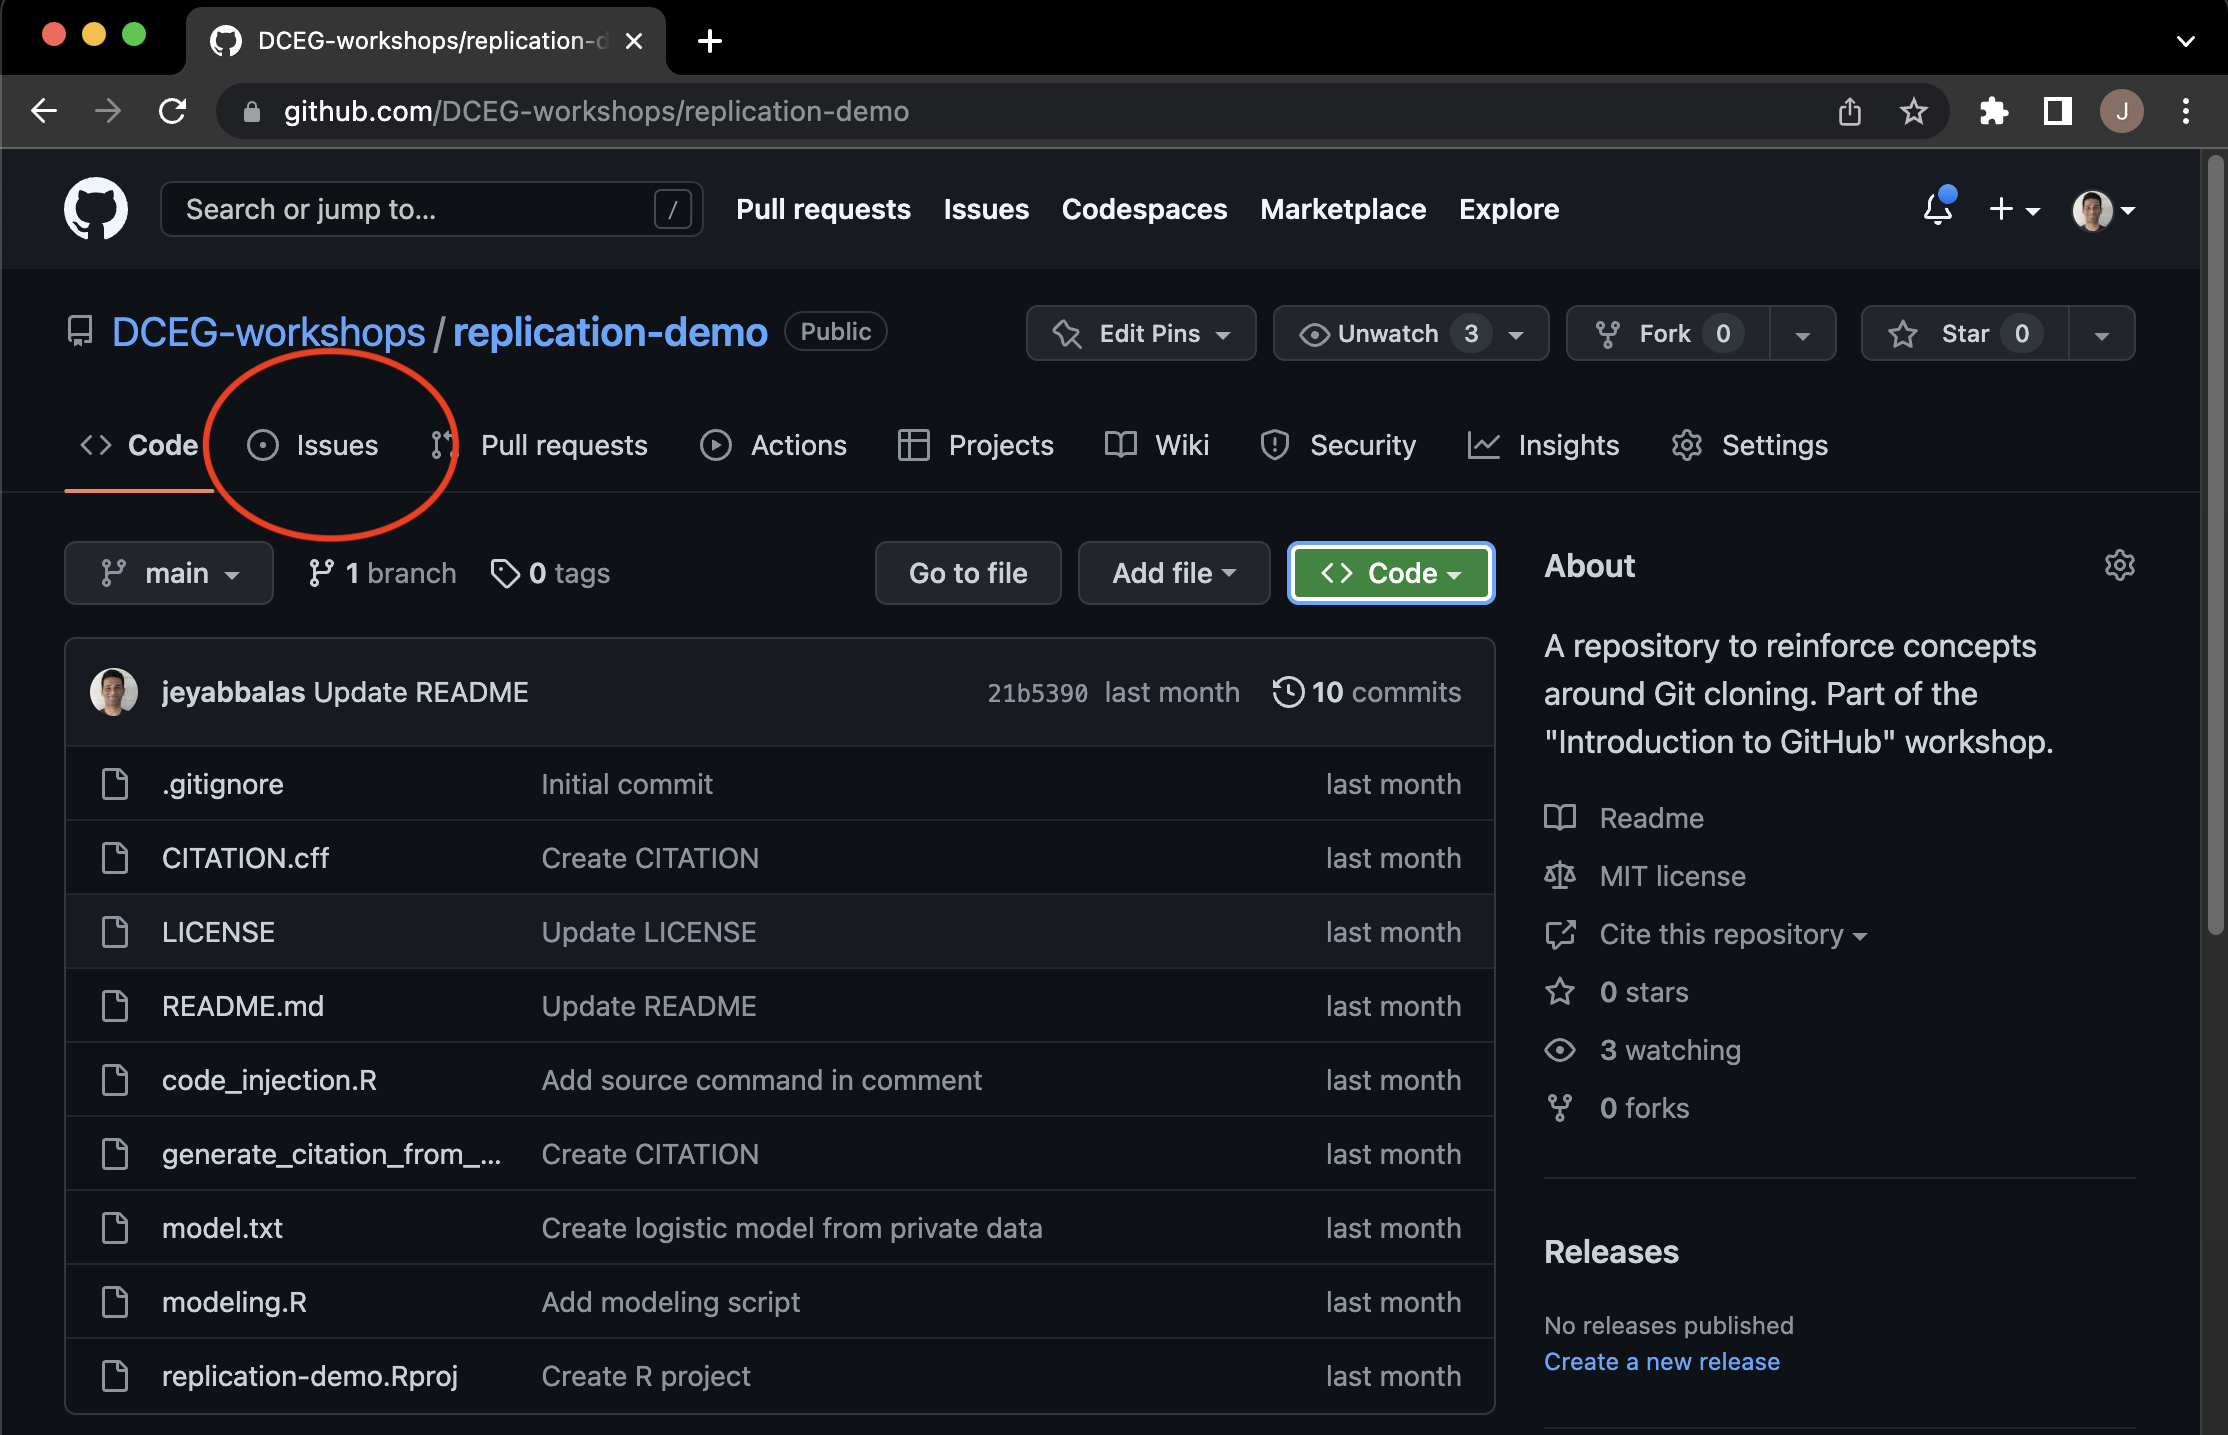 DCEG-workshops/replication-d
github.com/DCEG-workshops/replication-demo
J
Search or jump to... /
Pull requests Issues Codespaces Marketplace Explore
DCEG-workshops / replication-demo Public
Edit Pins Unwatch 3 Fork 0 Star 0
Code Issues Pull requests Actions Projects Wiki Security Insights Settings
main 1 branch 0 tags Go to file Add file Code
jeyabbalas Update README 21b5390 last month 10 commits
.gitignore Initial commit last month
CITATION.cff Create CITATION last month
LICENSE Update LICENSE last month
README.md Update README last month
code_injection.R Add source command in comment last month
generate_citation_from_... Create CITATION last month
model.txt Create logistic model from private data last month
modeling.R Add modeling script last month
replication-demo.Rproj Create R project last month
About
A repository to reinforce concepts
around Git cloning. Part of the
"Introduction to GitHub" workshop.
Readme
MIT license
Cite this repository
0 stars
3 watching
0 forks
Releases
No releases published
Create a new release